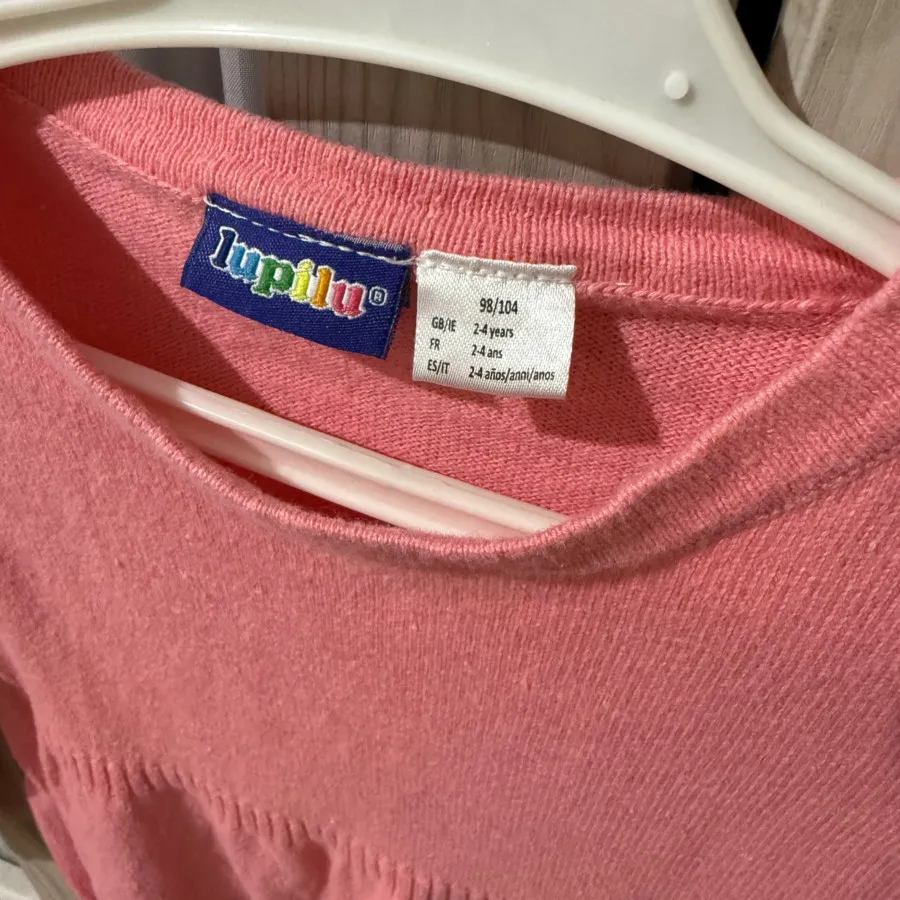 lupilu®
98/104
GB/IE 2-4 years
FR 2-4 ans
ES/IT 2-4 años/anni/anos